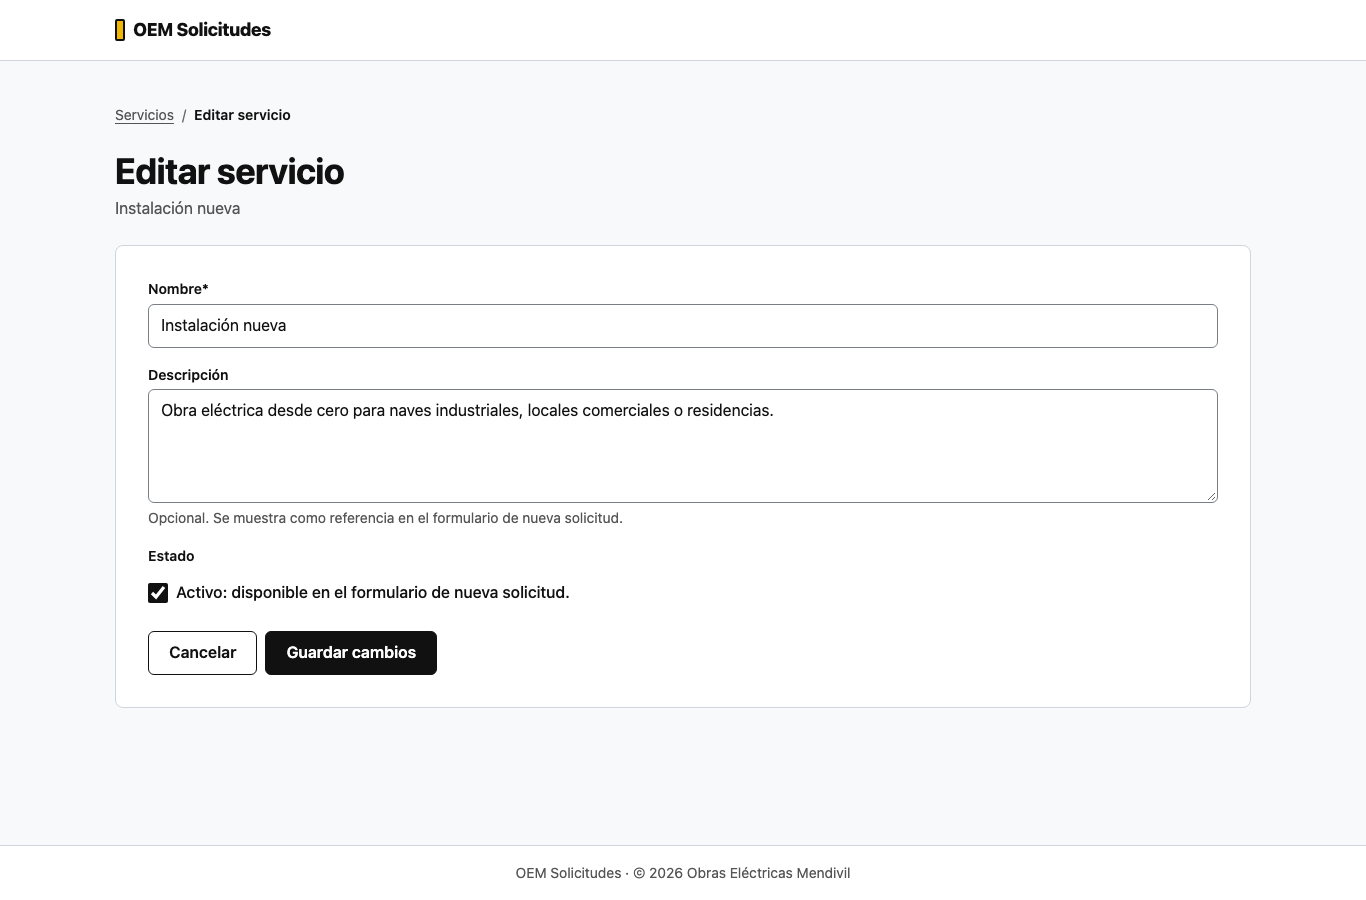 OEM Solicitudes
Servicios / Editar servicio
Editar servicio
Instalación nueva
Nombre*
Instalación nueva
Descripción
Obra eléctrica desde cero para naves industriales, locales comerciales o residencias.
Opcional. Se muestra como referencia en el formulario de nueva solicitud.
Estado
Activo: disponible en el formulario de nueva solicitud.
Cancelar Guardar cambios
OEM Solicitudes · © 2026 Obras Eléctricas Mendivil